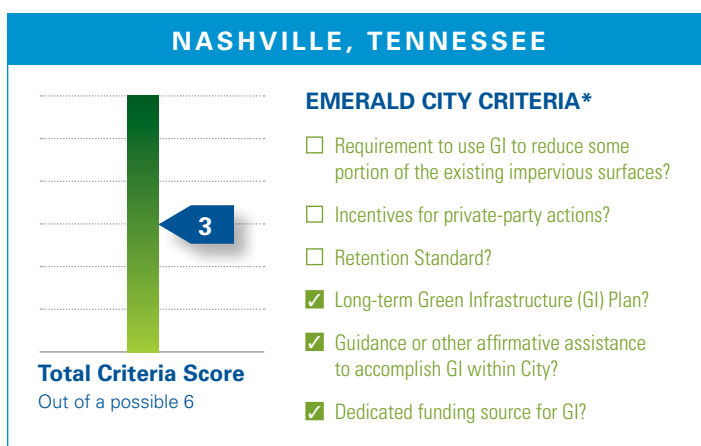 NASHVILLE, TENNESSEE
3
Total Criteria Score
Out of a possible 6
EMERALD CITY CRITERIA*
Requirement to use GI to reduce some
portion of the existing impervious surfaces?
Incentives for private-party actions?
Retention Standard?
Long-term Green Infrastructure (GI) Plan?
Guidance or other affirmative assistance
to accomplish GI within City?
Dedicated funding source for GI?